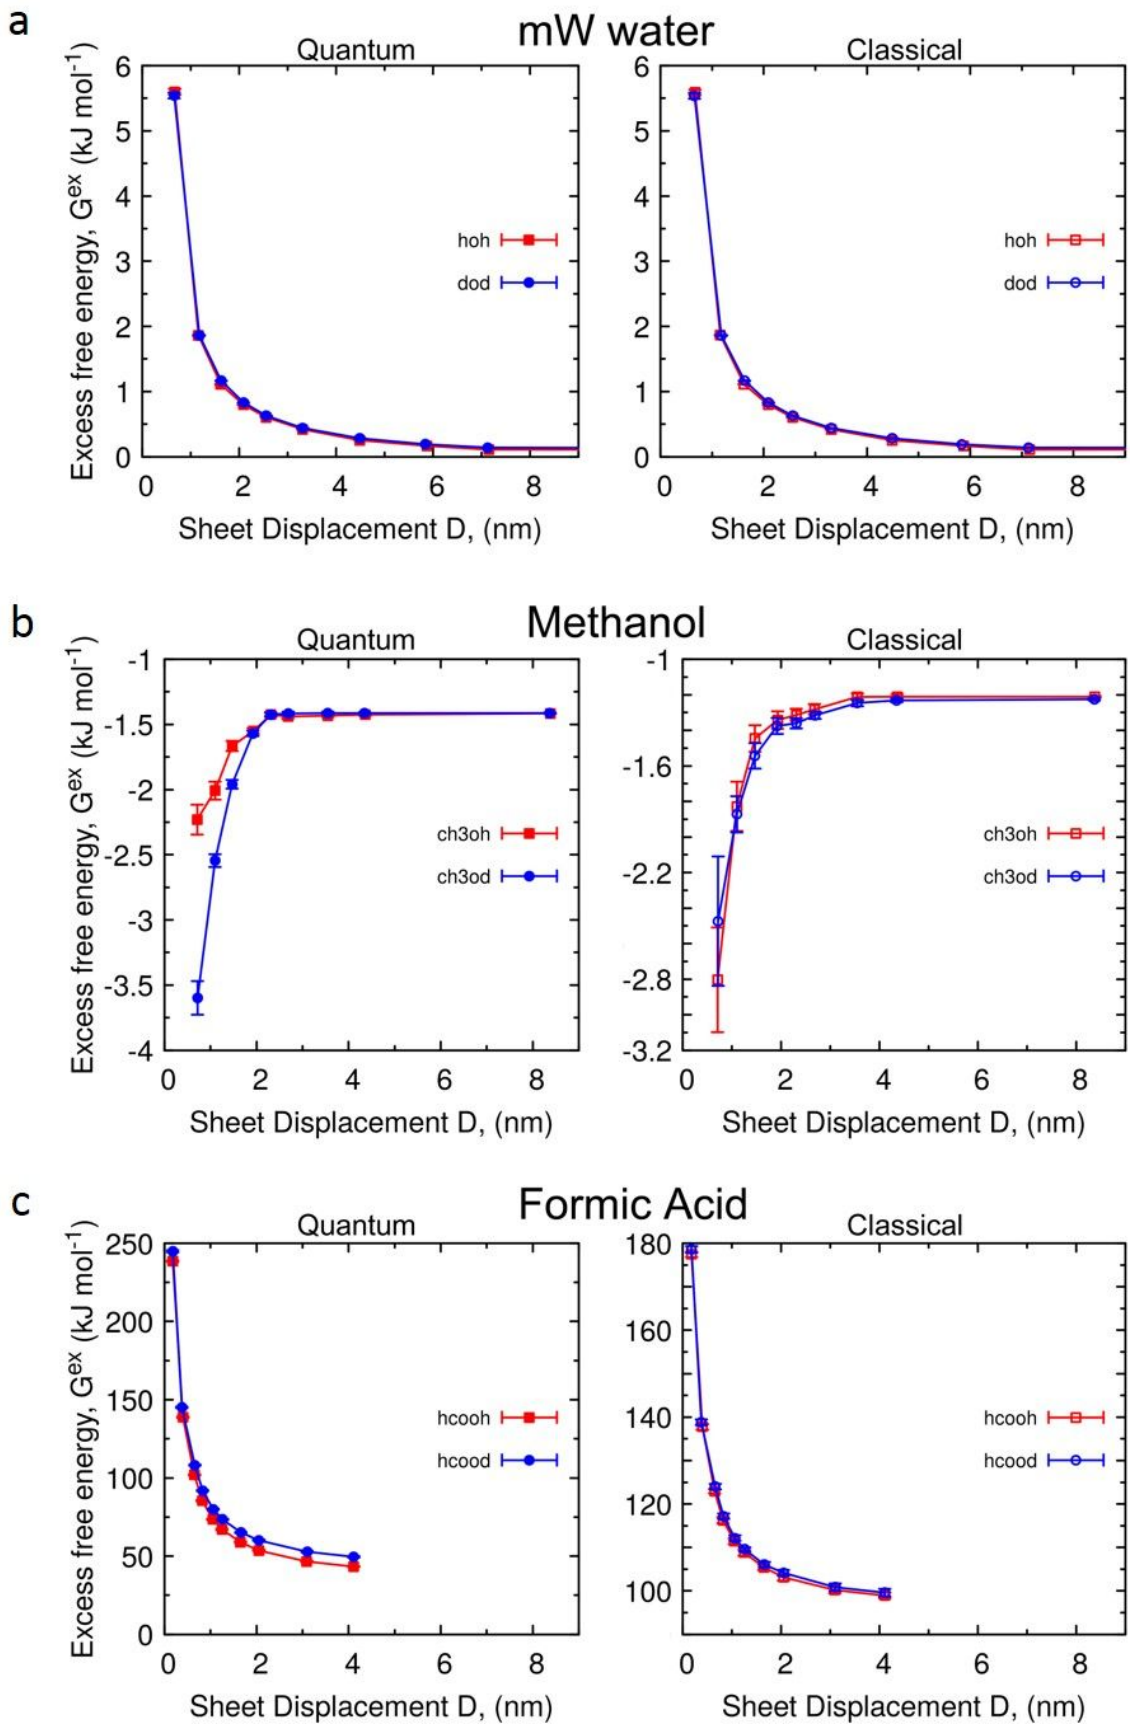 a
mW water
Quantum
Classical
Excess free energy, G^ex (kJ mol^-1)
6
5
4
3
2
1
0
hoh
dod
0 2 4 6 8
Sheet Displacement D, (nm)
6
5
4
3
2
1
0
hoh
dod
0 2 4 6 8
Sheet Displacement D, (nm)
b
Methanol
Quantum
Classical
Excess free energy, G^ex (kJ mol^-1)
-1
-1.5
-2
-2.5
-3
-3.5
-4
ch3oh
ch3od
0 2 4 6 8
Sheet Displacement D, (nm)
-1
-1.6
-2.2
-2.8
-3.2
ch3oh
ch3od
0 2 4 6 8
Sheet Displacement D, (nm)
c
Formic Acid
Quantum
Classical
Excess free energy, G^ex (kJ mol^-1)
250
200
150
100
50
0
hcooh
hcood
0 2 4 6 8
Sheet Displacement D, (nm)
180
160
140
120
100
hcooh
hcood
0 2 4 6 8
Sheet Displacement D, (nm)